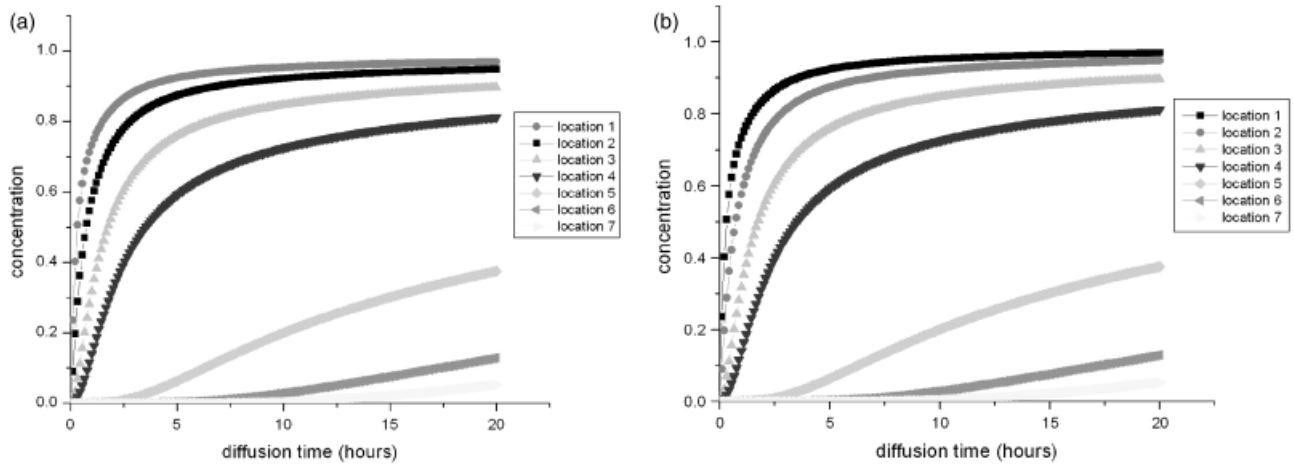 (a)
1.0
0.8
0.6
0.4
0.2
0.0
concentration
0
5
10
15
20
diffusion time (hours)
location 1
location 2
location 3
location 4
location 5
location 6
location 7
(b)
1.0
0.8
0.6
0.4
0.2
0.0
concentration
0
5
10
15
20
diffusion time (hours)
location 1
location 2
location 3
location 4
location 5
location 6
location 7